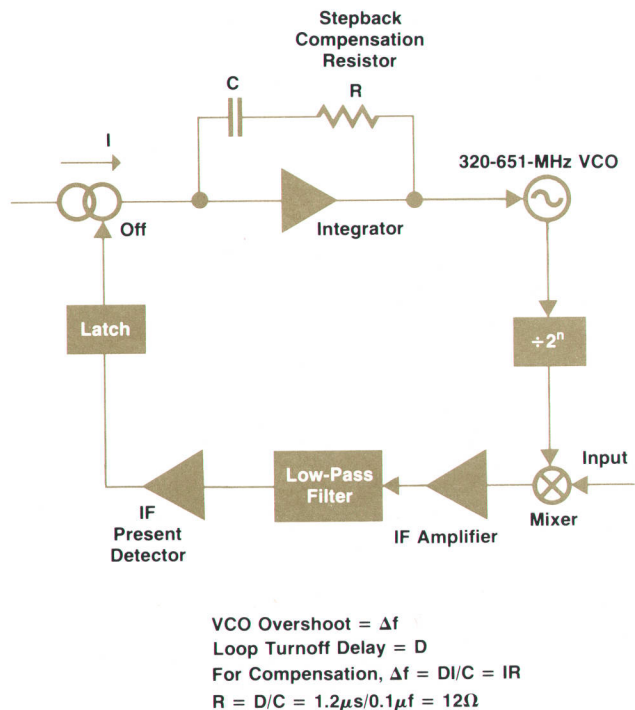 Stepback
Compensation
Resistor
C
R
I
320-651-MHz VCO
Off
Integrator
Latch
÷2ⁿ
Input
Low-Pass
Filter
IF
Present
Detector
IF Amplifier
Mixer
VCO Overshoot = Δf
Loop Turnoff Delay = D
For Compensation, Δf = DI/C = IR
R = D/C = 1.2μs/0.1μf = 12Ω